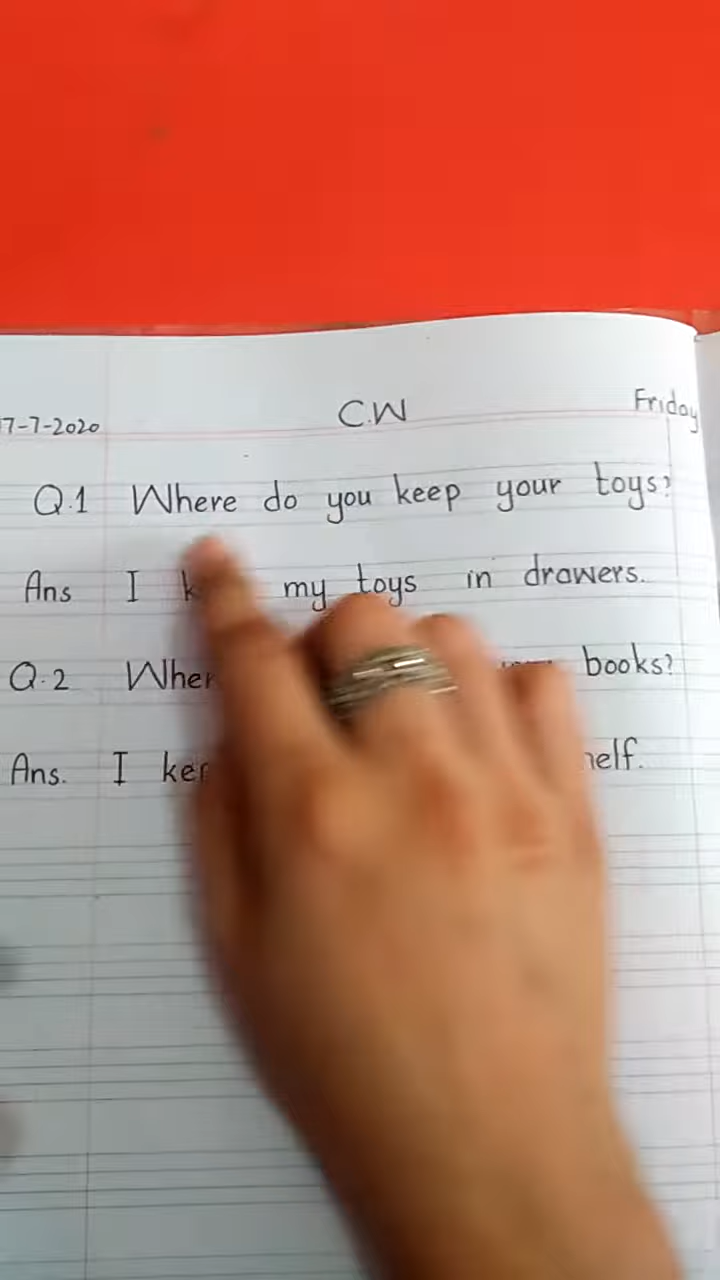 7-7-2020 C.W Friday
Q.1 Where do you keep your toys?
Ans I my toys in drawers.
Q.2 books?
Ans. I